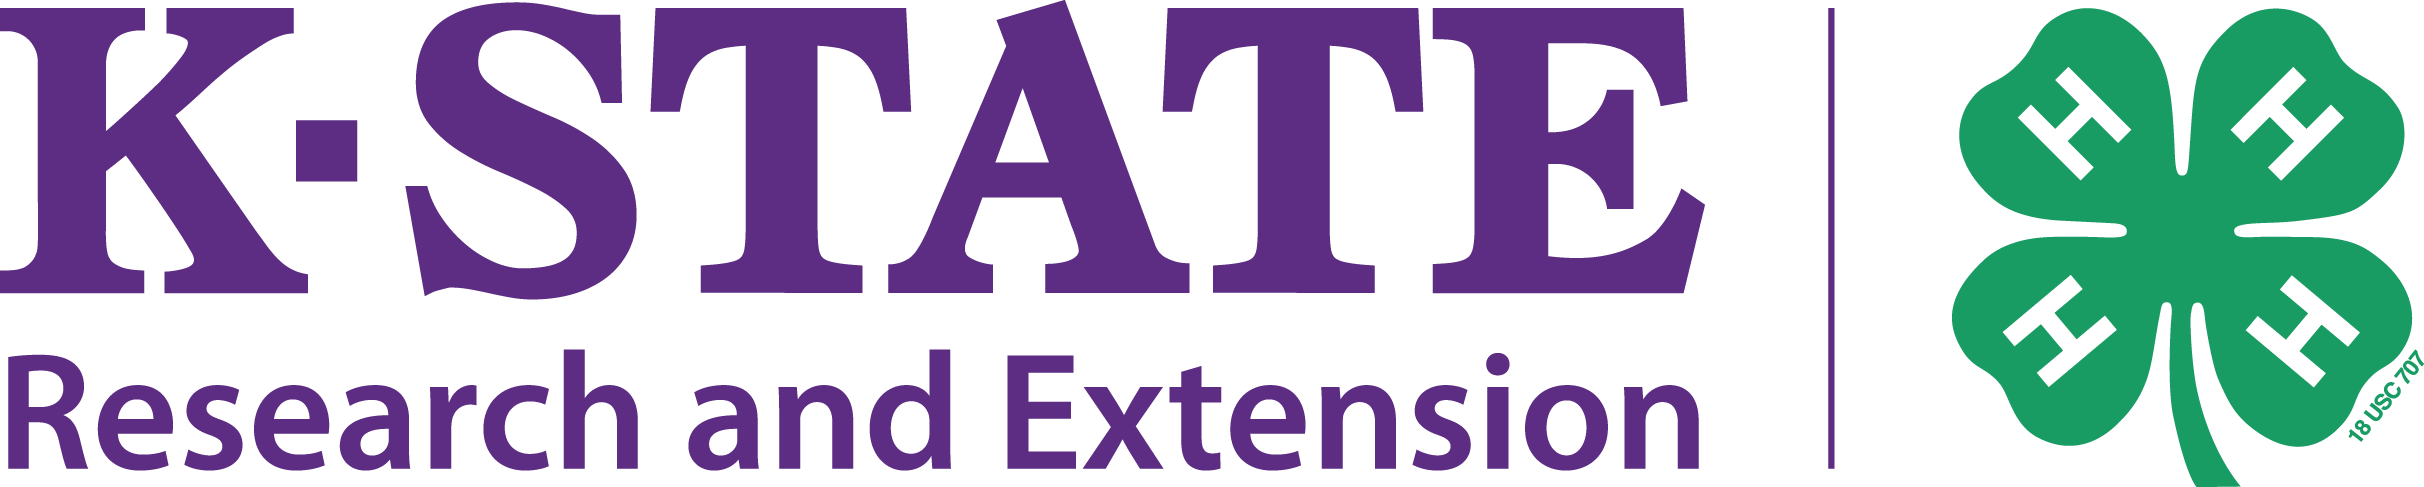 K·STATE
Research and Extension
H H
H H
18 USC 707